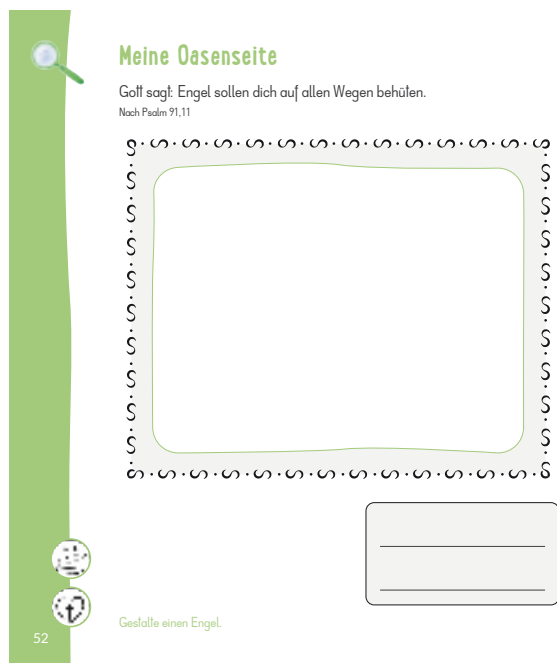 Meine Oasenseite
Gott sagt: Engel sollen dich auf allen Wegen behüten.
Nach Psalm 91,11
Gestalte einen Engel.
52